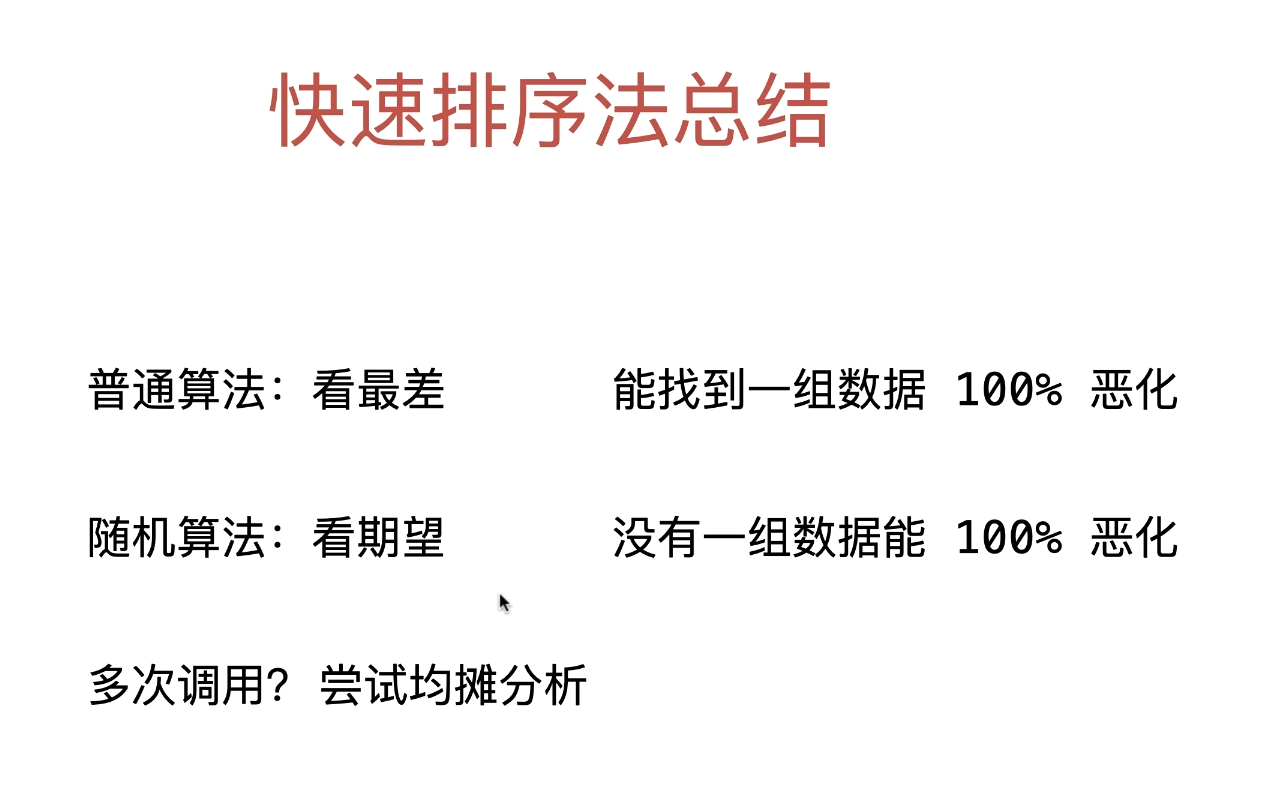 快速排序法总结
普通算法：看最差 能找到一组数据 100% 恶化
随机算法：看期望 没有一组数据能 100% 恶化
多次调用？ 尝试均摊分析